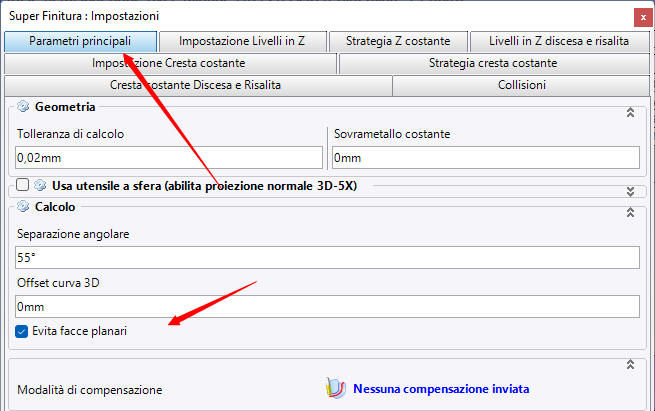 Super Finitura : Impostazioni
x
Parametri principali
Impostazione Livelli in Z
Strategia Z costante
Livelli in Z discesa e risalita
Impostazione Cresta costante
Strategia cresta costante
Cresta costante Discesa e Risalita
Collisioni
Geometria
Tolleranza di calcolo
Sovrametallo costante
0,02mm
0mm
Usa utensile a sfera (abilita proiezione normale 3D-5X)
Calcolo
Separazione angolare
55°
Offset curva 3D
0mm
Evita facce planari
Modalità di compensazione
Nessuna compensazione inviata